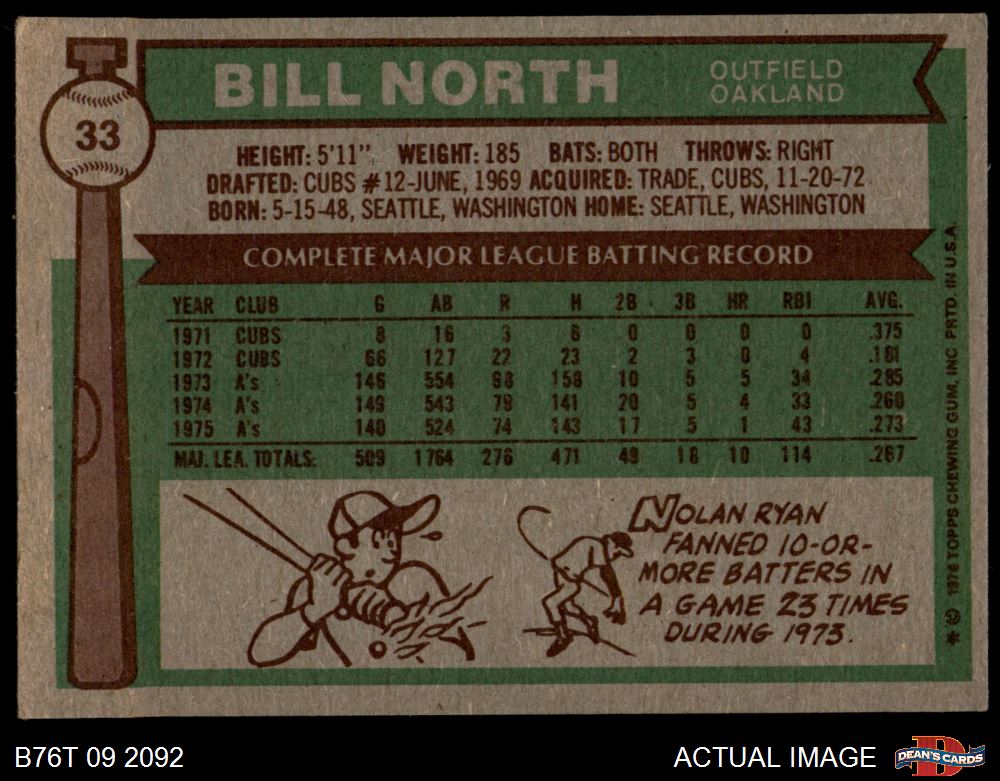 33
BILL NORTH
OUTFIELD
OAKLAND
HEIGHT: 5'11" WEIGHT: 185 BATS: BOTH THROWS: RIGHT
DRAFTED: CUBS #12-JUNE, 1969 ACQUIRED: TRADE, CUBS, 11-20-72
BORN: 5-15-48, SEATTLE, WASHINGTON HOME: SEATTLE, WASHINGTON
COMPLETE MAJOR LEAGUE BATTING RECORD
YEAR CLUB G AB R H 2B 3B HR RBI AVG.
1971 CUBS 8 16 3 6 0 0 0 0 .375
1972 CUBS 66 127 22 23 2 3 0 4 .181
1973 A's 146 554 98 158 10 5 5 34 .285
1974 A's 149 543 79 141 20 5 4 33 .260
1975 A's 140 524 74 143 17 5 1 43 .273
MAJ. LEA. TOTALS: 509 1764 276 471 49 18 10 114 .267
NOLAN RYAN
FANNED 10-OR-
MORE BATTERS IN
A GAME 23 TIMES
DURING 1973.
* © 1976 TOPPS CHEWING GUM, INC PRTD. IN U.S.A.
B76T 09 2092
ACTUAL IMAGE
D
DEAN'S CARDS